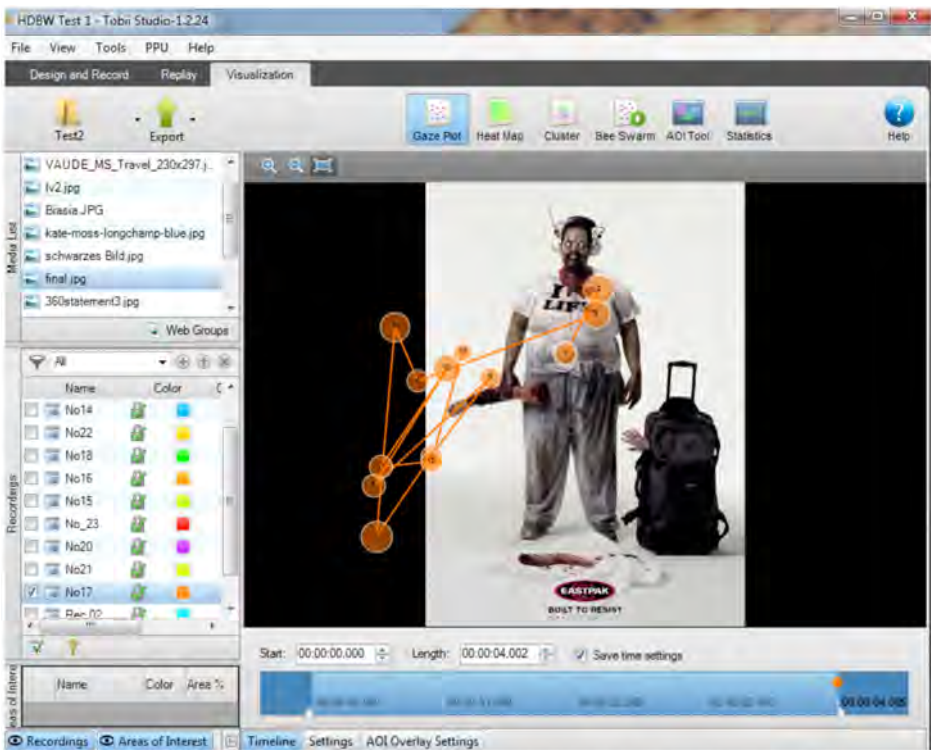 HDBW Test 1 - Tobii Studio-1.2.24
File View Tools PPU Help
Design and Record Replay Visualization
Test2 Export Gaze Plot Heat Map Cluster Bee Swarm AOI Tool Statistics Help
Media List
VAUDE_MS_Travel_230x297.j..
lv2.jpg
Brasia.JPG
kate-moss-longchamp-blue.jpg
schwarzes Bild.jpg
final.jpg
360statement3.jpg
Web Groups
Recordings
All
Name Color C
No14
No22
No18
No16
No15
No_23
No20
No21
No17
Rec 02
I
LIFE
EASTPAK
BUILT TO RESIST
Start: 00:00:00.000 Length: 00:00:04.002 Save time settings
00:00:04.005
eas of Intere
Name Color Area %
Recordings Areas of Interest Timeline Settings AOI Overlay Settings